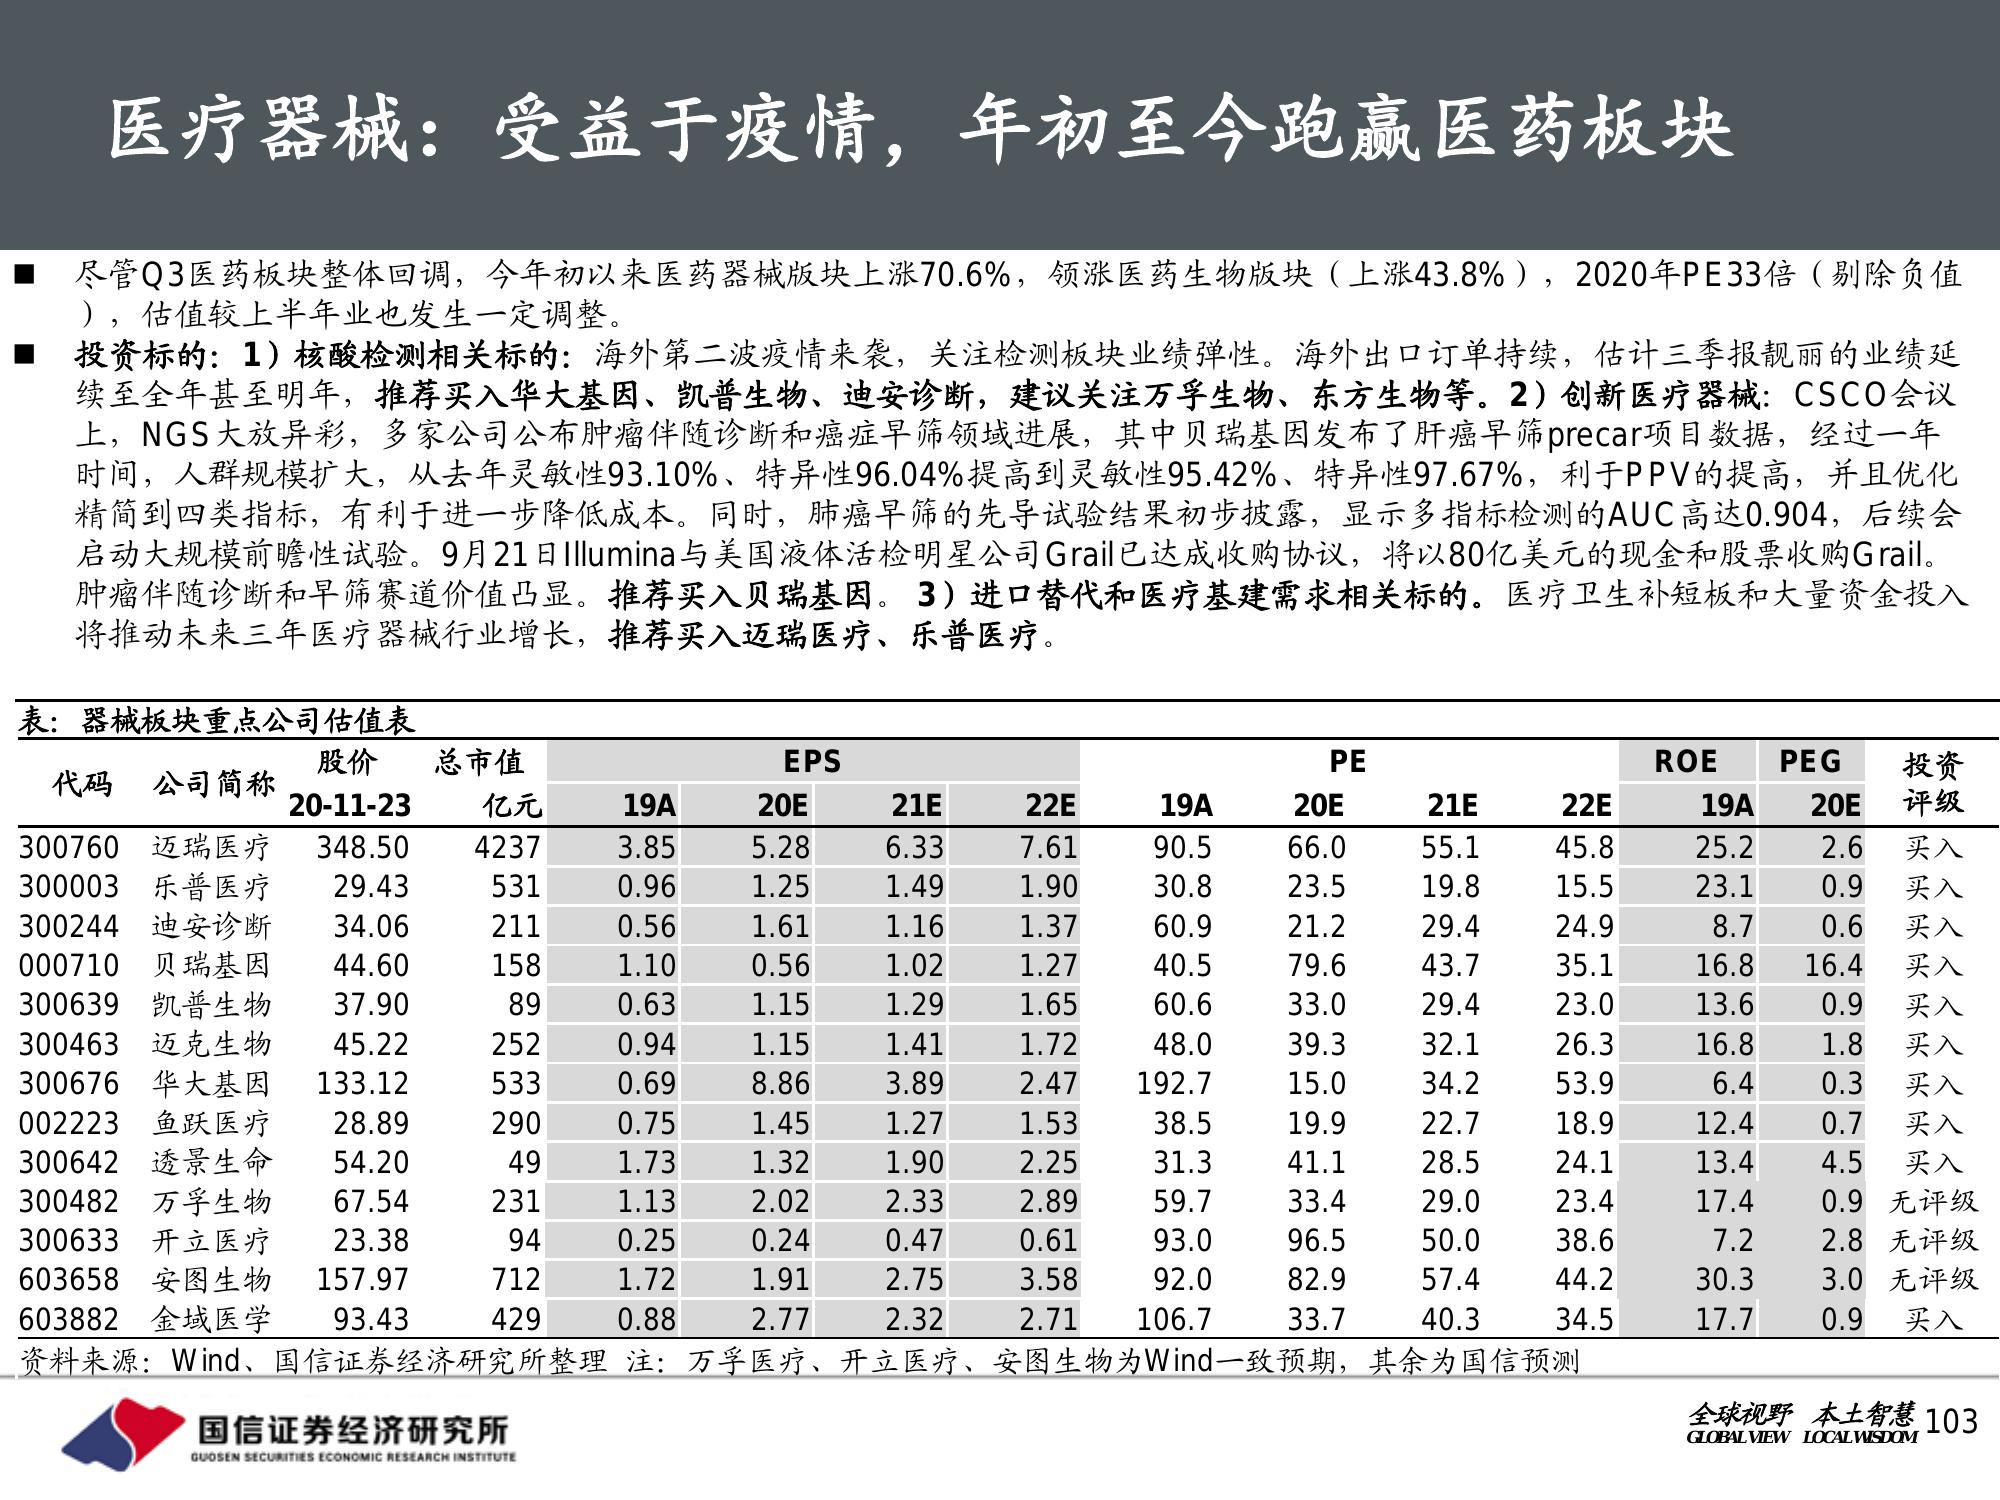 医疗器械：受益于疫情，年初至今跑赢医药板块
■ 尽管Q3医药板块整体回调，今年初以来医药器械版块上涨70.6%，领涨医药生物版块（上涨43.8%），2020年PE33倍（剔除负值
），估值较上半年业也发生一定调整。
■ 投资标的：1）核酸检测相关标的：海外第二波疫情来袭，关注检测板块业绩弹性。海外出口订单持续，估计三季报靓丽的业绩延
续至全年甚至明年，推荐买入华大基因、凯普生物、迪安诊断，建议关注万孚生物、东方生物等。2）创新医疗器械：CSCO会议
上，NGS大放异彩，多家公司公布肿瘤伴随诊断和癌症早筛领域进展，其中贝瑞基因发布了肝癌早筛precar项目数据，经过一年
时间，人群规模扩大，从去年灵敏性93.10%、特异性96.04%提高到灵敏性95.42%、特异性97.67%，利于PPV的提高，并且优化
精简到四类指标，有利于进一步降低成本。同时，肺癌早筛的先导试验结果初步披露，显示多指标检测的AUC高达0.904，后续会
启动大规模前瞻性试验。9月21日Illumina与美国液体活检明星公司Grail已达成收购协议，将以80亿美元的现金和股票收购Grail。
肿瘤伴随诊断和早筛赛道价值凸显。推荐买入贝瑞基因。3）进口替代和医疗基建需求相关标的。医疗卫生补短板和大量资金投入
将推动未来三年医疗器械行业增长，推荐买入迈瑞医疗、乐普医疗。
表：器械板块重点公司估值表
代码 公司简称 股价 总市值 EPS PE ROE PEG 投资
20-11-23 亿元 19A 20E 21E 22E 19A 20E 21E 22E 19A 20E 评级
300760 迈瑞医疗 348.50 4237 3.85 5.28 6.33 7.61 90.5 66.0 55.1 45.8 25.2 2.6 买入
300003 乐普医疗 29.43 531 0.96 1.25 1.49 1.90 30.8 23.5 19.8 15.5 23.1 0.9 买入
300244 迪安诊断 34.06 211 0.56 1.61 1.16 1.37 60.9 21.2 29.4 24.9 8.7 0.6 买入
000710 贝瑞基因 44.60 158 1.10 0.56 1.02 1.27 40.5 79.6 43.7 35.1 16.8 16.4 买入
300639 凯普生物 37.90 89 0.63 1.15 1.29 1.65 60.6 33.0 29.4 23.0 13.6 0.9 买入
300463 迈克生物 45.22 252 0.94 1.15 1.41 1.72 48.0 39.3 32.1 26.3 16.8 1.8 买入
300676 华大基因 133.12 533 0.69 8.86 3.89 2.47 192.7 15.0 34.2 53.9 6.4 0.3 买入
002223 鱼跃医疗 28.89 290 0.75 1.45 1.27 1.53 38.5 19.9 22.7 18.9 12.4 0.7 买入
300642 透景生命 54.20 49 1.73 1.32 1.90 2.25 31.3 41.1 28.5 24.1 13.4 4.5 买入
300482 万孚生物 67.54 231 1.13 2.02 2.33 2.89 59.7 33.4 29.0 23.4 17.4 0.9 无评级
300633 开立医疗 23.38 94 0.25 0.24 0.47 0.61 93.0 96.5 50.0 38.6 7.2 2.8 无评级
603658 安图生物 157.97 712 1.72 1.91 2.75 3.58 92.0 82.9 57.4 44.2 30.3 3.0 无评级
603882 金域医学 93.43 429 0.88 2.77 2.32 2.71 106.7 33.7 40.3 34.5 17.7 0.9 买入
资料来源：Wind、国信证券经济研究所整理 注：万孚医疗、开立医疗、安图生物为Wind一致预期，其余为国信预测
国信证券经济研究所
GUOSEN SECURITIES ECONOMIC RESEARCH INSTITUTE
全球视野 本土智慧
GLOBAL VIEW LOCAL WISDOM
103